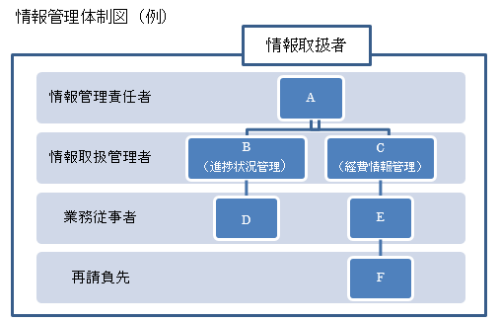 情報管理体制図（例）
情報取扱者
情報管理責任者
A
情報取扱管理者
B
（進捗状況管理）
C
（経費情報管理）
業務従事者
D
E
再請負先
F